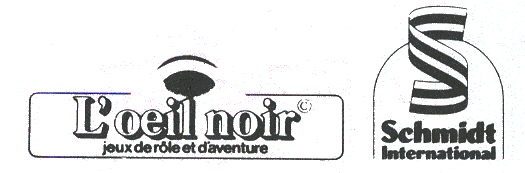 L'oeil noir©
jeux de rôle et d'aventure
Schmidt
International